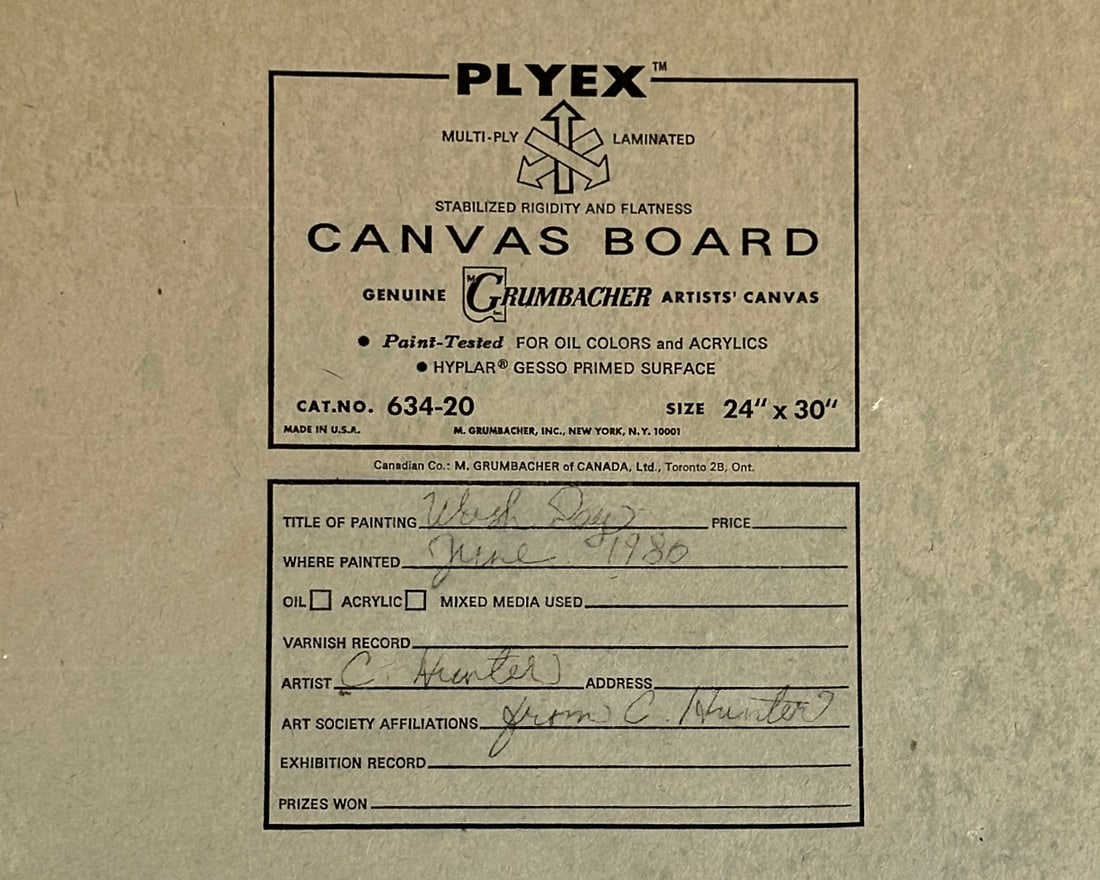 PLYEX™
MULTI-PLY LAMINATED
STABILIZED RIGIDITY AND FLATNESS
CANVAS BOARD
GENUINE M. GRUMBACHER Inc. ARTISTS' CANVAS
• Paint-Tested FOR OIL COLORS and ACRYLICS
• HYPLAR® GESSO PRIMED SURFACE
CAT.NO. 634-20 SIZE 24" x 30"
MADE IN U.S.A. M. GRUMBACHER, INC., NEW YORK, N.Y. 10001
Canadian Co.: M. GRUMBACHER of CANADA, Ltd., Toronto 2B, Ont.
TITLE OF PAINTING Wash Day PRICE
WHERE PAINTED June 1980
OIL ACRYLIC MIXED MEDIA USED
VARNISH RECORD
ARTIST C. Hunter ADDRESS
ART SOCIETY AFFILIATIONS from C. Hunter
EXHIBITION RECORD
PRIZES WON